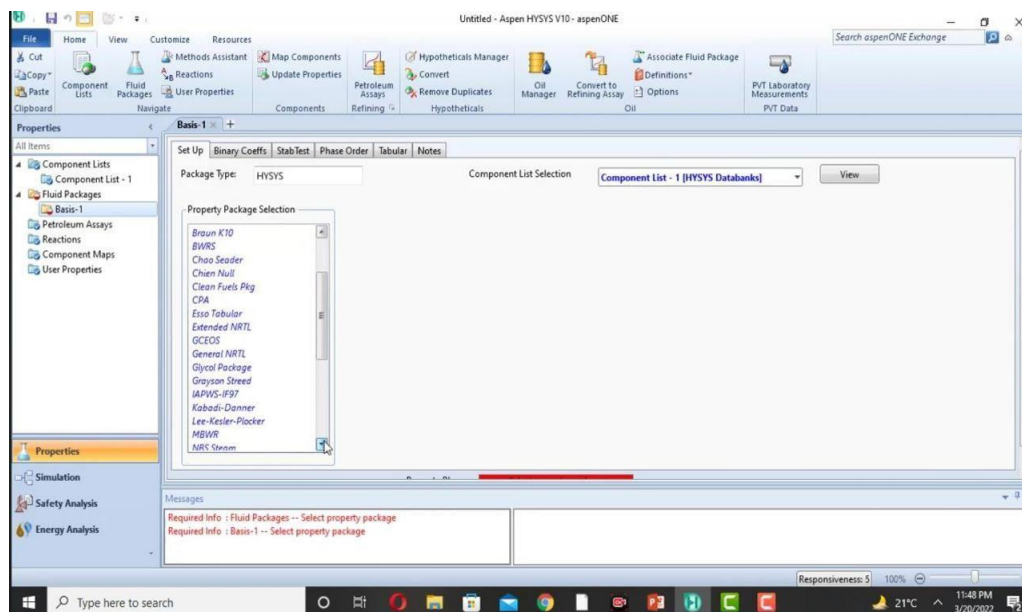 Untitled - Aspen HYSYS V10 - aspenONE
File Home View Customize Resources
Search aspenONE Exchange
Cut
Copy
Paste
Clipboard
Component Lists
Fluid Packages
Methods Assistant
Reactions
User Properties
Navigate
Map Components
Update Properties
Components
Petroleum Assays
Refining
Hypotheticals Manager
Convert
Remove Duplicates
Hypotheticals
Oil Manager
Convert to Refining Assay
Associate Fluid Package
Definitions
Options
Oil
PVT Laboratory Measurements
PVT Data
Properties
All Items
Component Lists
Component List - 1
Fluid Packages
Basis-1
Petroleum Assays
Reactions
Component Maps
User Properties
Properties
Simulation
Safety Analysis
Energy Analysis
Basis-1
Set Up Binary Coeffs StabTest Phase Order Tabular Notes
Package Type: HYSYS
Component List Selection Component List - 1 [HYSYS Databanks] View
Property Package Selection
Braun K10
BWRS
Chao Seader
Chien Null
Clean Fuels Pkg
CPA
Esso Tabular
Extended NRTL
GCEOS
General NRTL
Glycol Package
Grayson Streed
IAPWS-IF97
Kabadi-Danner
Lee-Kesler-Plocker
MBWR
NBS Steam
Messages
Required Info : Fluid Packages -- Select property package
Required Info : Basis-1 -- Select property package
Responsiveness: 5 100%
Type here to search
21°C
11:48 PM
3/20/2022